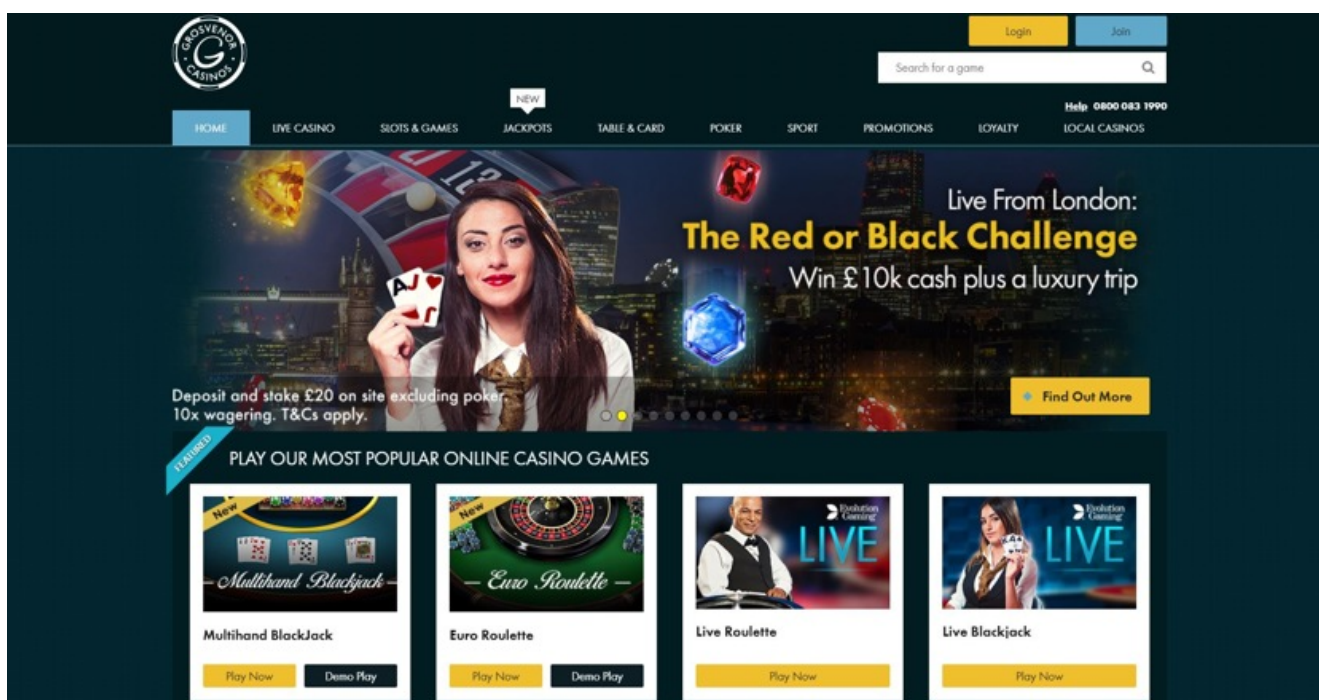 GROSVENOR
G
CASINOS
Login
Join
Search for a game
NEW
Help 0800 083 1990
HOME
LIVE CASINO
SLOTS & GAMES
JACKPOTS
TABLE & CARD
POKER
SPORT
PROMOTIONS
LOYALTY
LOCAL CASINOS
13
A J
J
Live From London:
The Red or Black Challenge
Win £10k cash plus a luxury trip
Deposit and stake £20 on site excluding poker.
10x wagering. T&Cs apply.
Find Out More
FEATURED
PLAY OUR MOST POPULAR ONLINE CASINO GAMES
New
Multihand Blackjack
Multihand BlackJack
Play Now
Demo Play
New
Euro Roulette
Euro Roulette
Play Now
Demo Play
Evolution
Gaming
LIVE
Live Roulette
Play Now
Evolution
Gaming
LIVE
Live Blackjack
Play Now